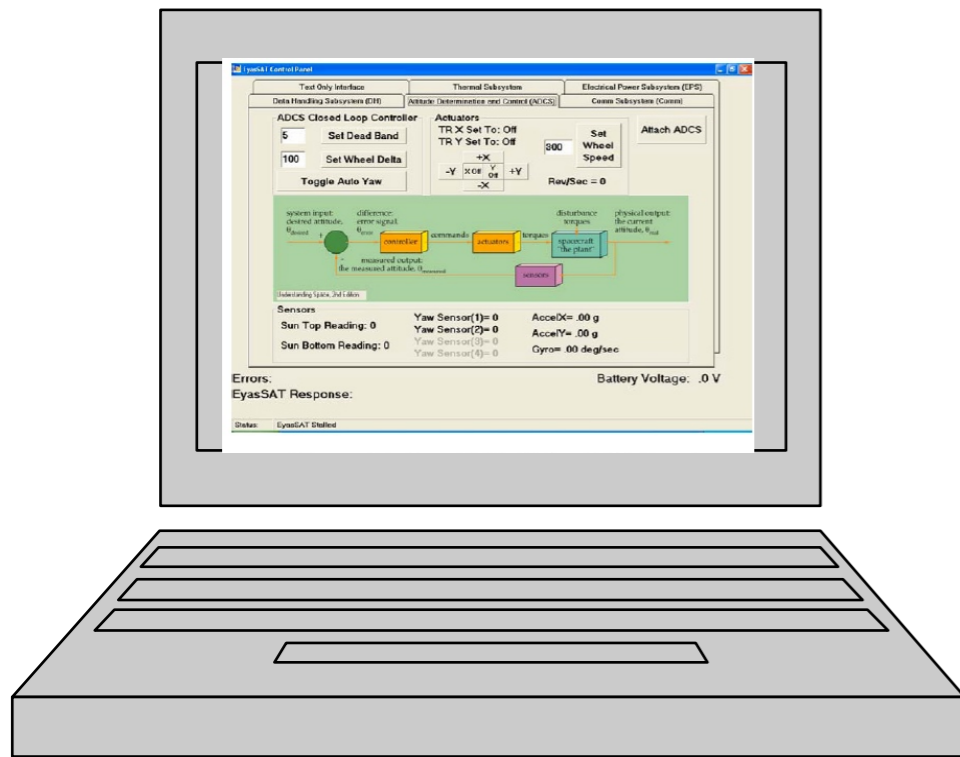 EyasSAT Control Panel
Text Only Interface
Thermal Subsystem
Electrical Power Subsystem (EPS)
Data Handling Subsystem (DH)
Attitude Determination and Control (ADCS)
Comm Subsystem (Comm)
ADCS Closed Loop Controller
5
Set Dead Band
100
Set Wheel Delta
Toggle Auto Yaw
Actuators
TR X Set To: Off
TR Y Set To: Off
+X
-Y
X Off
Y Off
+Y
-X
300
Set
Wheel
Speed
Rev/Sec = 0
Attach ADCS
system input:
desired attitude,
θdesired
+
difference:
error signal,
θerror
controller
commands
actuators
torques
disturbance
torques
spacecraft
"the plant"
physical output:
the current
attitude, θ
-
measured output:
the measured attitude, θmeasured
sensors
Understanding Space, 2nd Edition
Sensors
Sun Top Reading: 0
Sun Bottom Reading: 0
Yaw Sensor(1)= 0
Yaw Sensor(2)= 0
Yaw Sensor(3)= 0
Yaw Sensor(4)= 0
AccelX= .00 g
AccelY= .00 g
Gyro= .00 deg/sec
Errors:
Battery Voltage: .0 V
EyasSAT Response:
Status:
EyasSAT Stalled